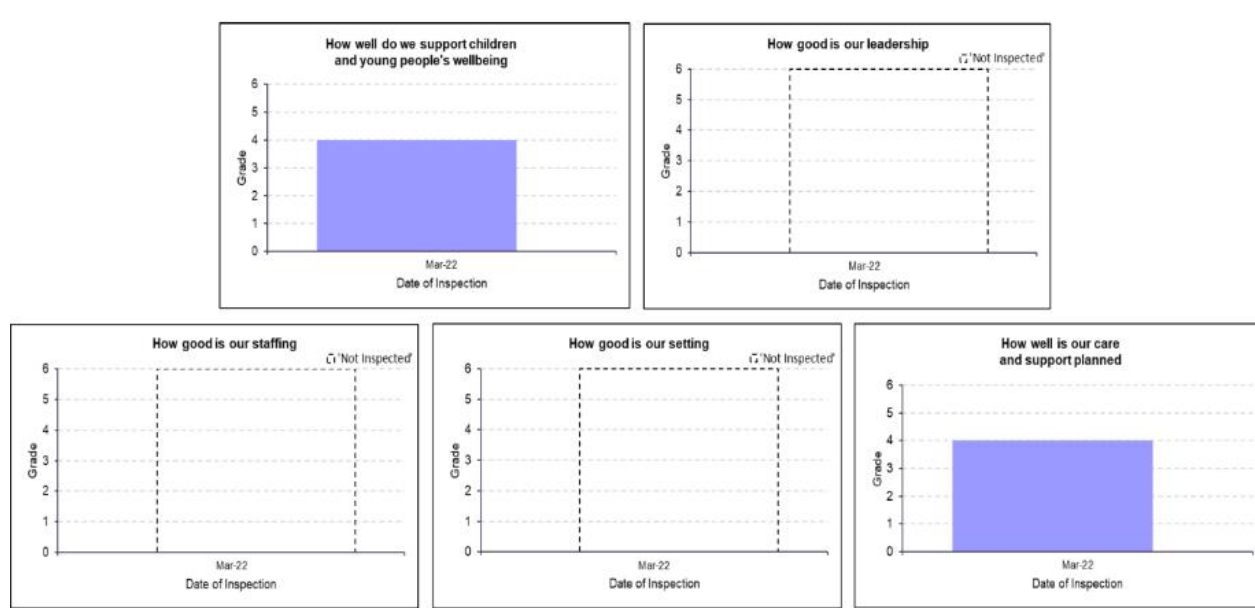 How well do we support children
and young people's wellbeing
6
5
4
3
2
1
0
Grade
Mar-22
Date of Inspection
How good is our leadership
'Not Inspected'
6
5
4
3
2
1
0
Grade
Mar-22
Date of Inspection
How good is our staffing
'Not Inspected'
6
5
4
3
2
1
0
Grade
Mar-22
Date of Inspection
How good is our setting
'Not Inspected'
6
5
4
3
2
1
0
Grade
Mar-22
Date of Inspection
How well is our care
and support planned
6
5
4
3
2
1
0
Grade
Mar-22
Date of Inspection